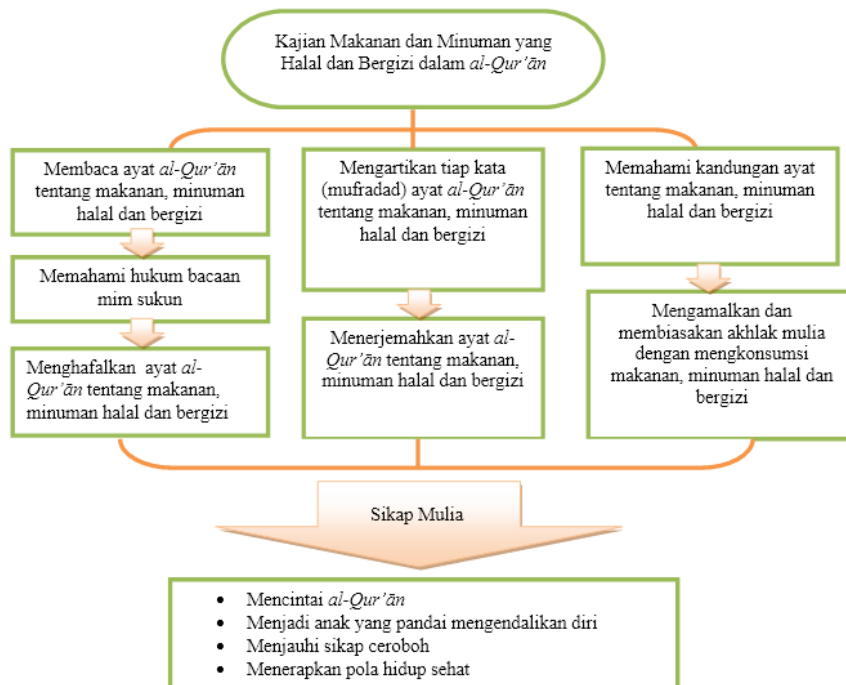 Kajian Makanan dan Minuman yang
Halal dan Bergizi dalam al-Qur’ān
Membaca ayat al-Qur’ān
tentang makanan, minuman
halal dan bergizi
Memahami hukum bacaan
mim sukun
Menghafalkan ayat al-
Qur’ān tentang makanan,
minuman halal dan bergizi
Mengartikan tiap kata
(mufradad) ayat al-Qur’ān
tentang makanan, minuman
halal dan bergizi
Menerjemahkan ayat al-
Qur’ān tentang makanan,
minuman halal dan bergizi
Memahami kandungan ayat
tentang makanan, minuman
halal dan bergizi
Mengamalkan dan
membiasakan akhlak mulia
dengan mengkonsumsi
makanan, minuman halal dan
bergizi
Sikap Mulia
• Mencintai al-Qur’ān
• Menjadi anak yang pandai mengendalikan diri
• Menjauhi sikap ceroboh
• Menerapkan pola hidup sehat